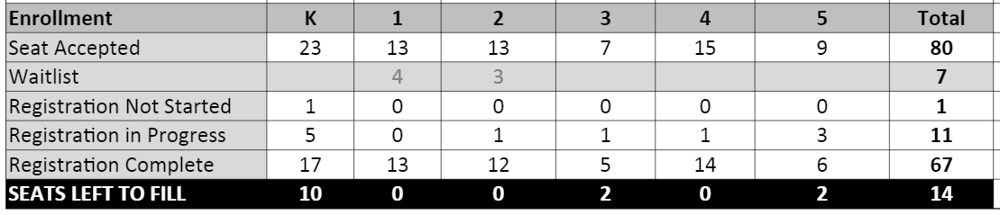 Enrollment K 1 2 3 4 5 Total
Seat Accepted 23 13 13 7 15 9 80
Waitlist 4 3 7
Registration Not Started 1 0 0 0 0 0 1
Registration in Progress 5 0 1 1 1 3 11
Registration Complete 17 13 12 5 14 6 67
SEATS LEFT TO FILL 10 0 0 2 0 2 14